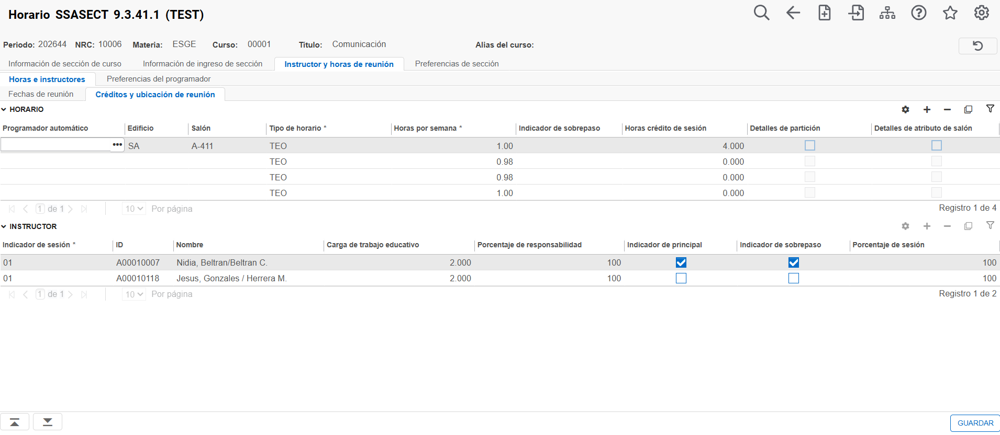 Horario SSASECT 9.3.41.1 (TEST)
Periodo: 202644 NRC: 10006 Materia: ESGE Curso: 00001 Título: Comunicación Alias del curso:
Información de sección de curso Información de ingreso de sección Instructor y horas de reunión Preferencias de sección
Horas e instructores Preferencias del programador
Fechas de reunión Créditos y ubicación de reunión
HORARIO
Programador automático Edificio Salón Tipo de horario * Horas por semana * Indicador de sobrepaso Horas crédito de sesión Detalles de partición Detalles de atributo de salón
SA A-411 TEO 1.00 4.000
TEO 0.98 0.000
TEO 0.98 0.000
TEO 1.00 0.000
1 de 1 10 Por página Registro 1 de 4
INSTRUCTOR
Indicador de sesión * ID Nombre Carga de trabajo educativo Porcentaje de responsabilidad Indicador de principal Indicador de sobrepaso Porcentaje de sesión
01 A00010007 Nidia, Beltran/Beltran C. 2.000 100 100
01 A00010118 Jesus, Gonzales / Herrera M. 2.000 100 100
1 de 1 10 Por página Registro 1 de 2
GUARDAR